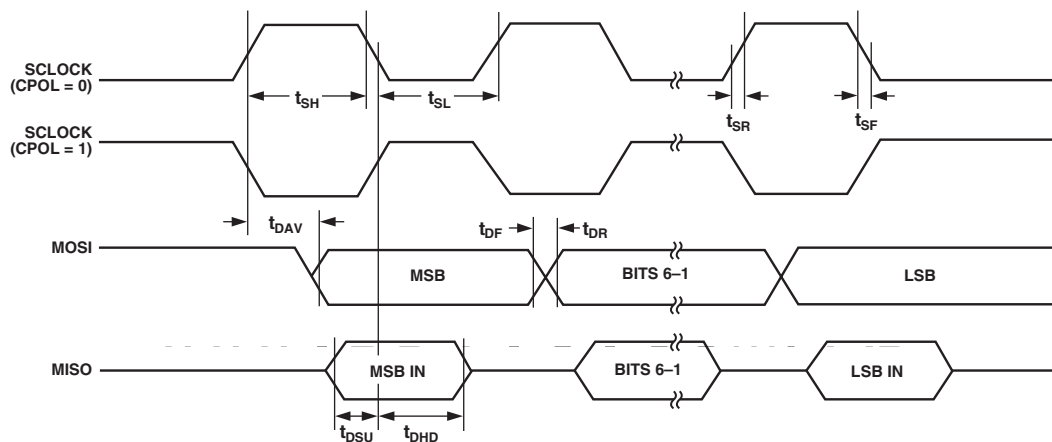 SCLOCK
(CPOL = 0)
tSH
tSL
tSR
tSF
SCLOCK
(CPOL = 1)
tDAV
tDF
tDR
MOSI
MSB
BITS 6–1
LSB
MISO
MSB IN
BITS 6–1
LSB IN
tDSU
tDHD